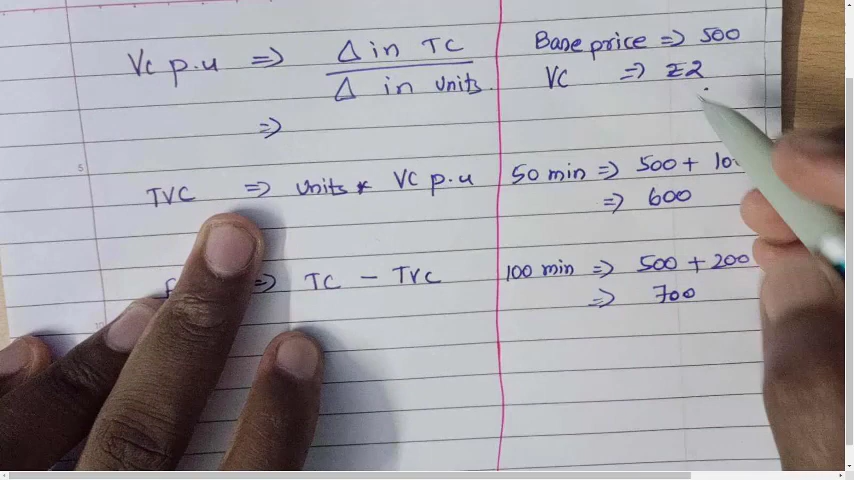 VC p.u => Δ in TC
Δ in units.
=>
TVC => units * VC p.u
=> TC - TVC
Base price => 500
VC => ₹2
50 min => 500 +
=> 600
100 min => 500 + 200
=> 700